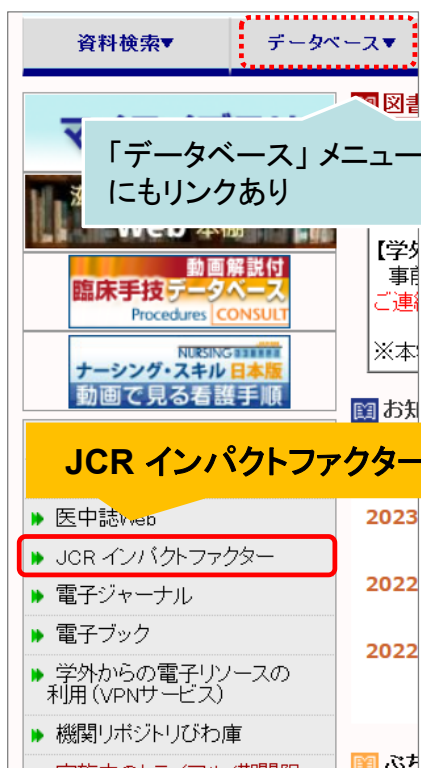 資料検索▼
データベース▼
図書
「データベース」メニュー
にもリンクあり
Web 本棚
【学外
事前
ご連絡
※本学
動画解説付
臨床手技データベース
Procedures CONSULT
NURSING
ナーシング・スキル 日本版
動画で見る看護手順
お知
JCR インパクトファクター
医中誌Web
2023
JCR インパクトファクター
電子ジャーナル
2022
電子ブック
2022
学外からの電子リソースの
利用(VPNサービス)
機関リポジトリびわ庫
ぶち